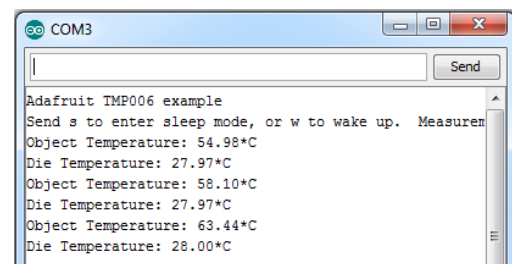 COM3
Send
Adafruit TMP006 example
Send s to enter sleep mode, or w to wake up.  Measurem
Object Temperature: 54.98*C
Die Temperature: 27.97*C
Object Temperature: 58.10*C
Die Temperature: 27.97*C
Object Temperature: 63.44*C
Die Temperature: 28.00*C